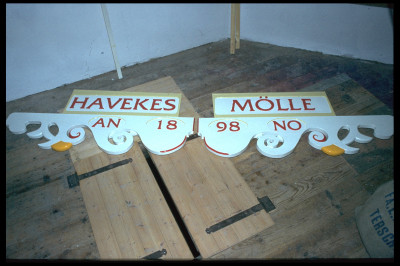 HAVEKES MÖLLE
AN 18 98 NO